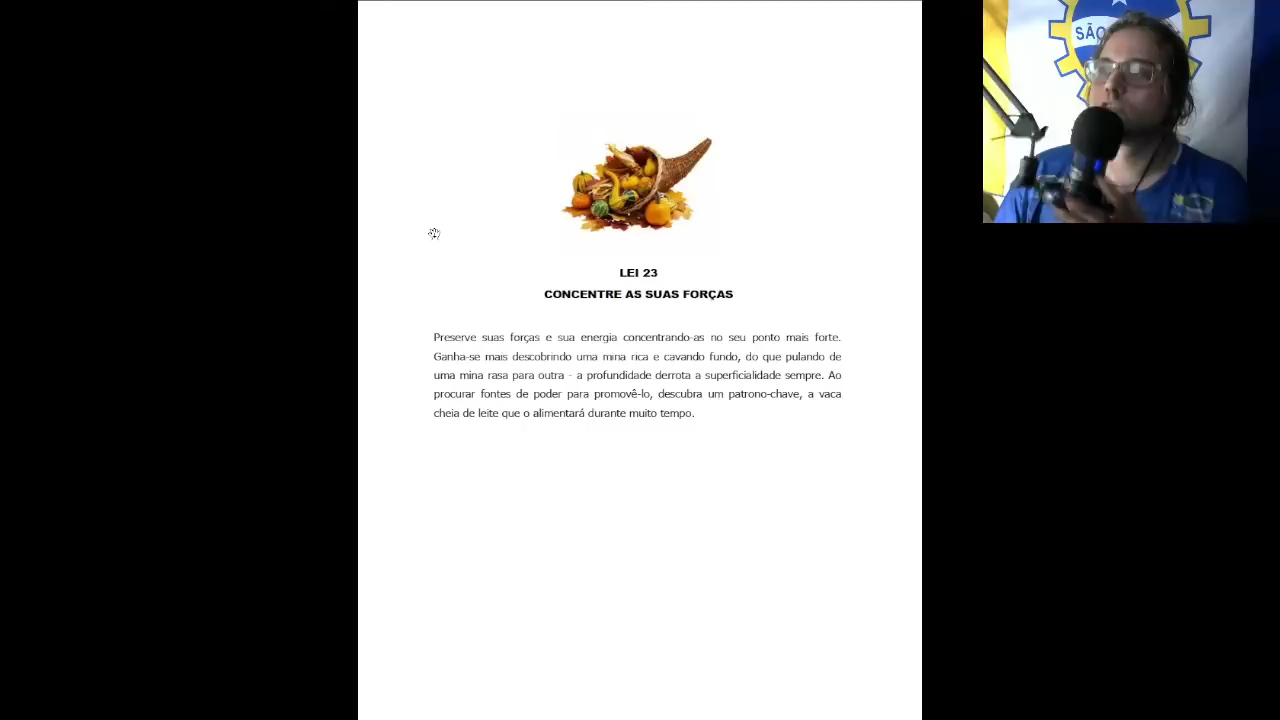 SÃO
LEI 23
CONCENTRE AS SUAS FORÇAS
Preserve suas forças e sua energia concentrando-as no seu ponto mais forte.
Ganha-se mais descobrindo uma mina rica e cavando fundo, do que pulando de
uma mina rasa para outra - a profundidade derrota a superficialidade sempre. Ao
procurar fontes de poder para promovê-lo, descubra um patrono-chave, a vaca
cheia de leite que o alimentará durante muito tempo.